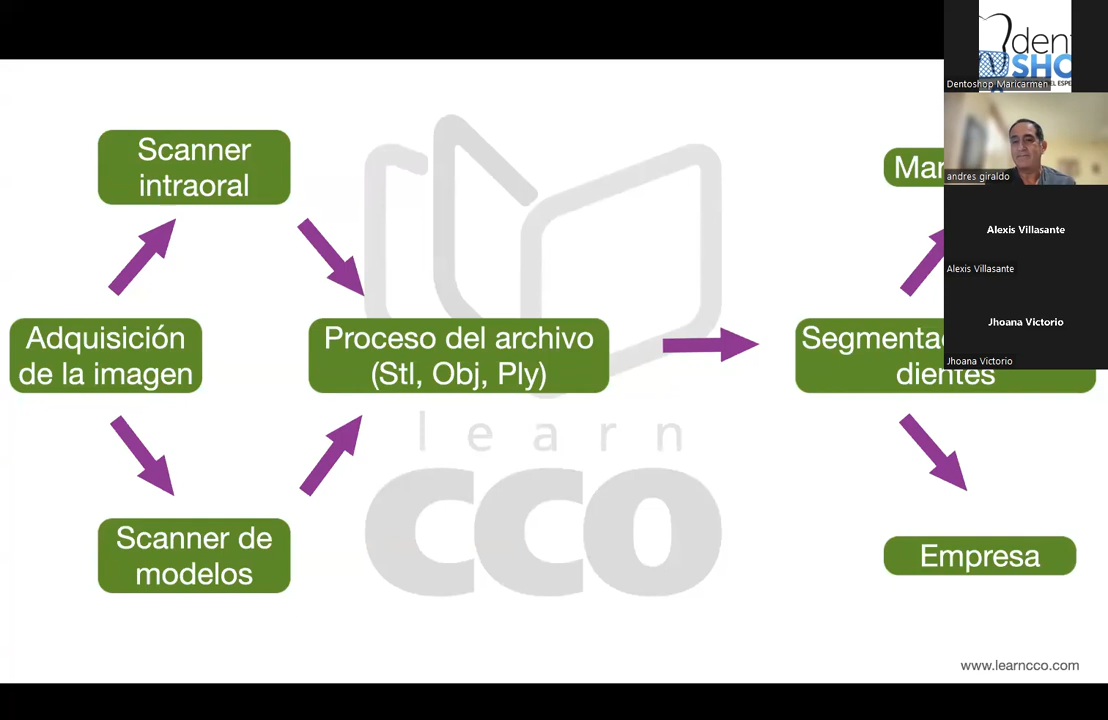 Scanner
intraoral
Adquisición
de la imagen
Proceso del archivo
(Stl, Obj, Ply)
Scanner de
modelos
Empresa
dientes
learn
cco
www.learncco.com
SHO
Dentoshop Maricarmen
andres giraldo
Alexis Villasante
Alexis Villasante
Jhoana Victorio
Jhoana Victorio